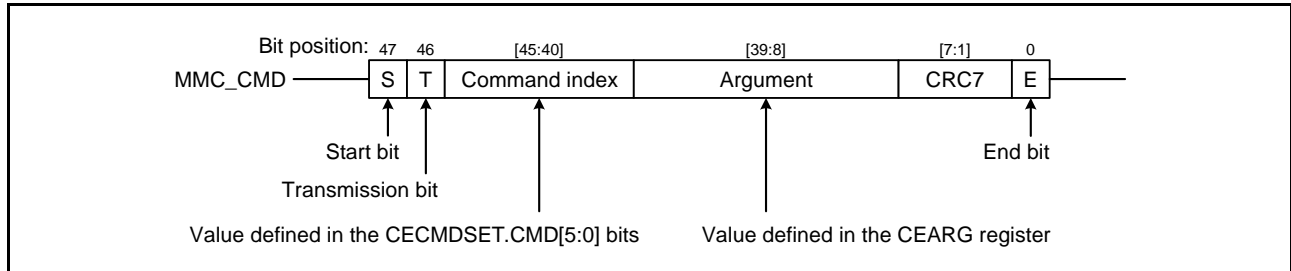 Bit position: 47 46 [45:40] [39:8] [7:1] 0
MMC_CMD S T Command index Argument CRC7 E
Start bit End bit
Transmission bit
Value defined in the CECMDSET.CMD[5:0] bits Value defined in the CEARG register